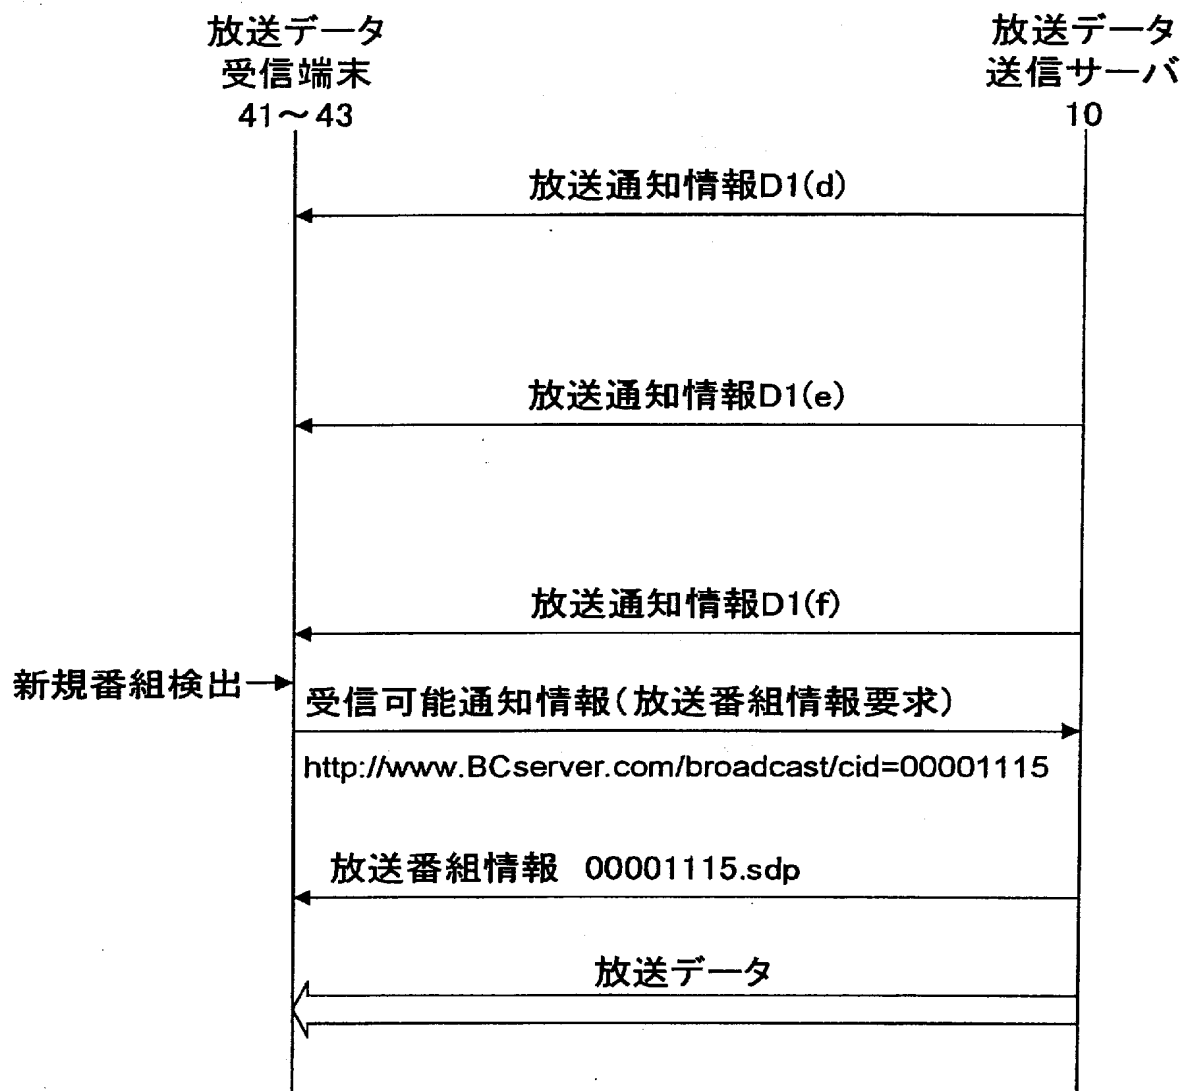 放送データ
受信端末
41～43
放送データ
送信サーバ
10
放送通知情報D1(d)
放送通知情報D1(e)
放送通知情報D1(f)
新規番組検出
受信可能通知情報(放送番組情報要求)
http://www.BCserver.com/broadcast/cid=00001115
放送番組情報 00001115.sdp
放送データ